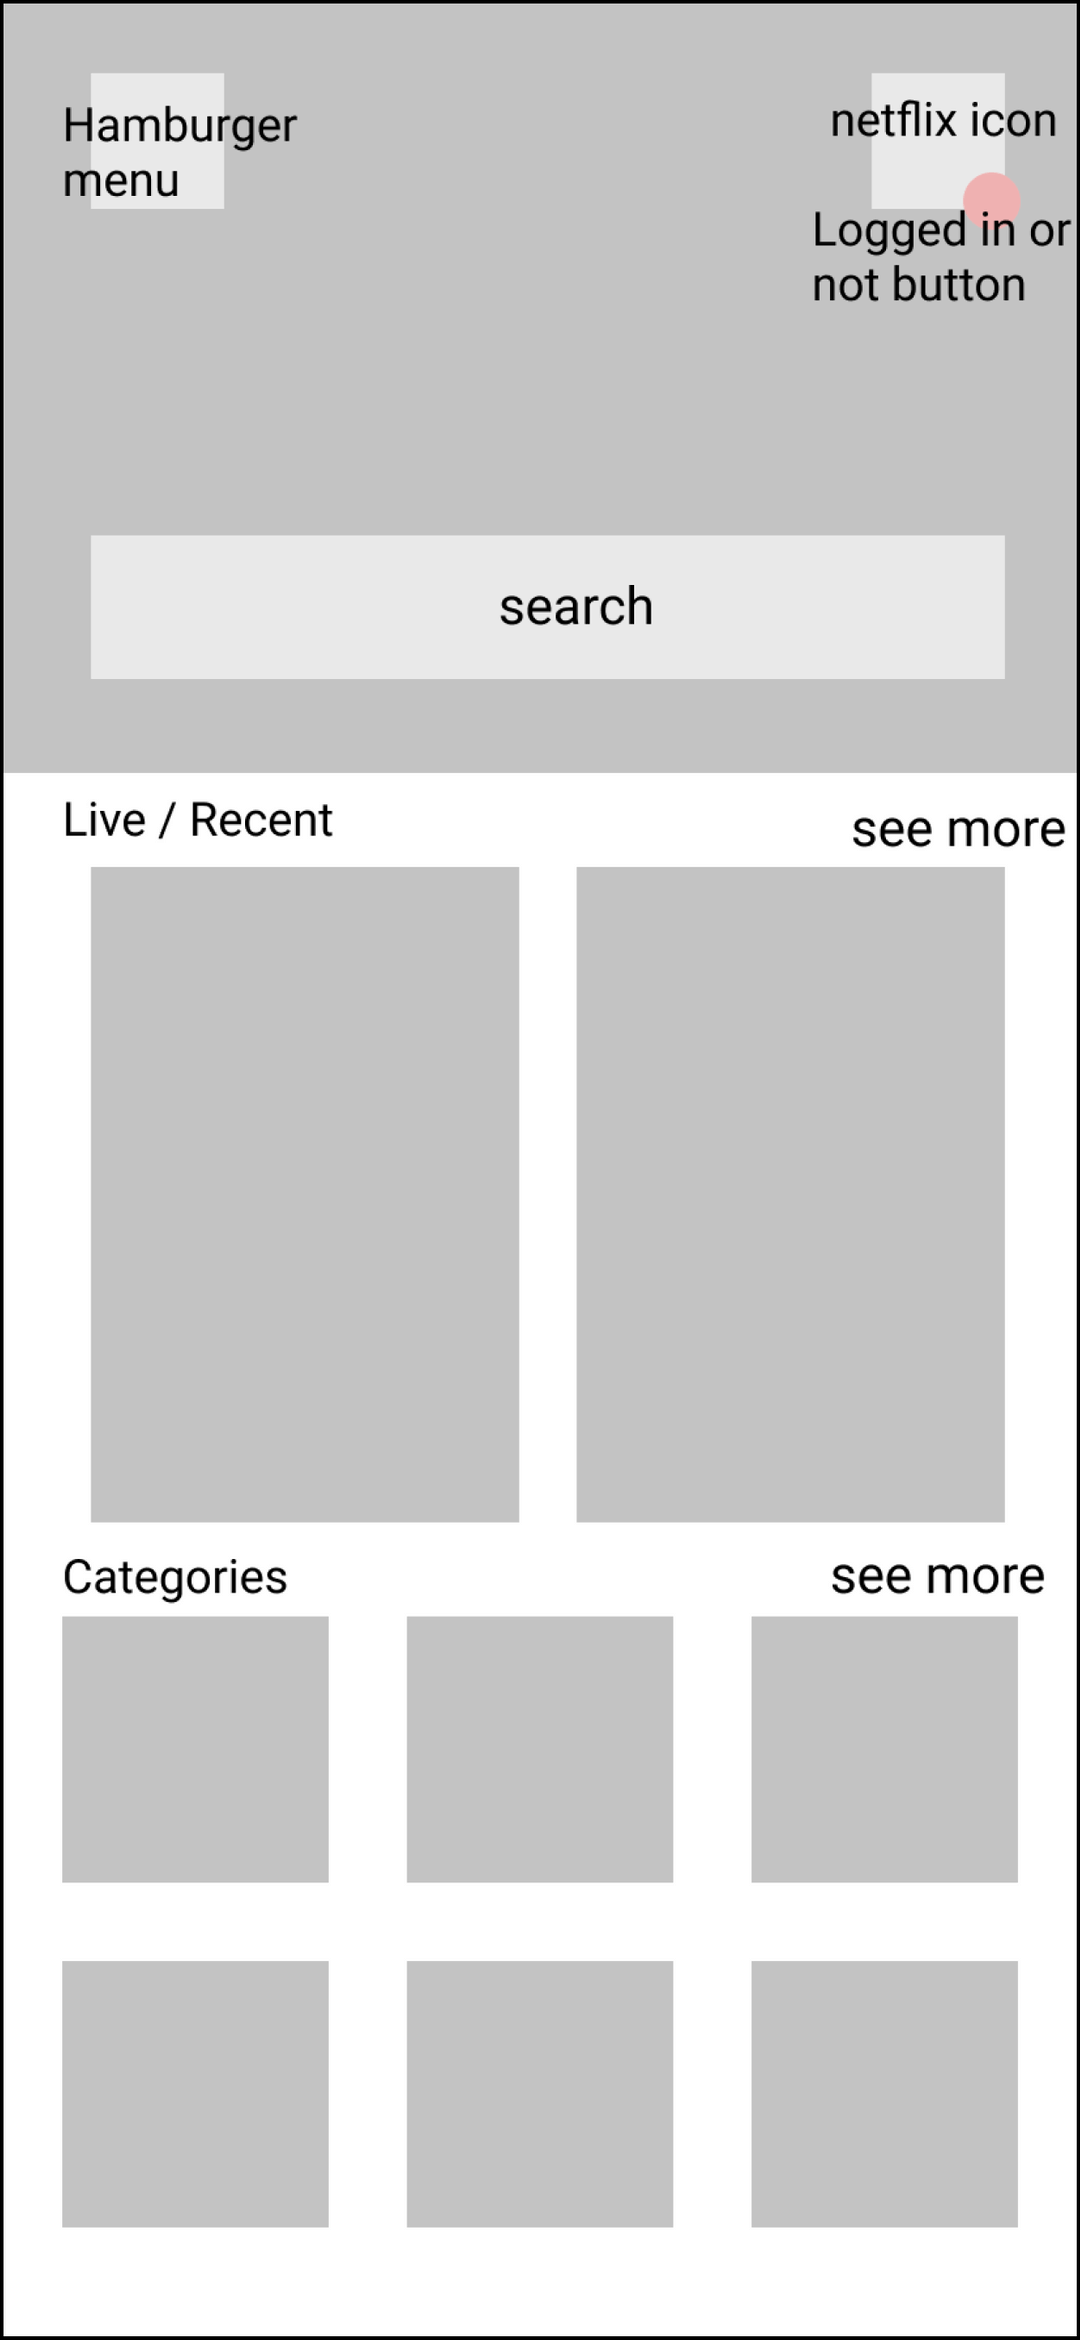 Hamburger
menu
netflix icon
Logged in or
not button
search
Live / Recent
see more
Categories
see more